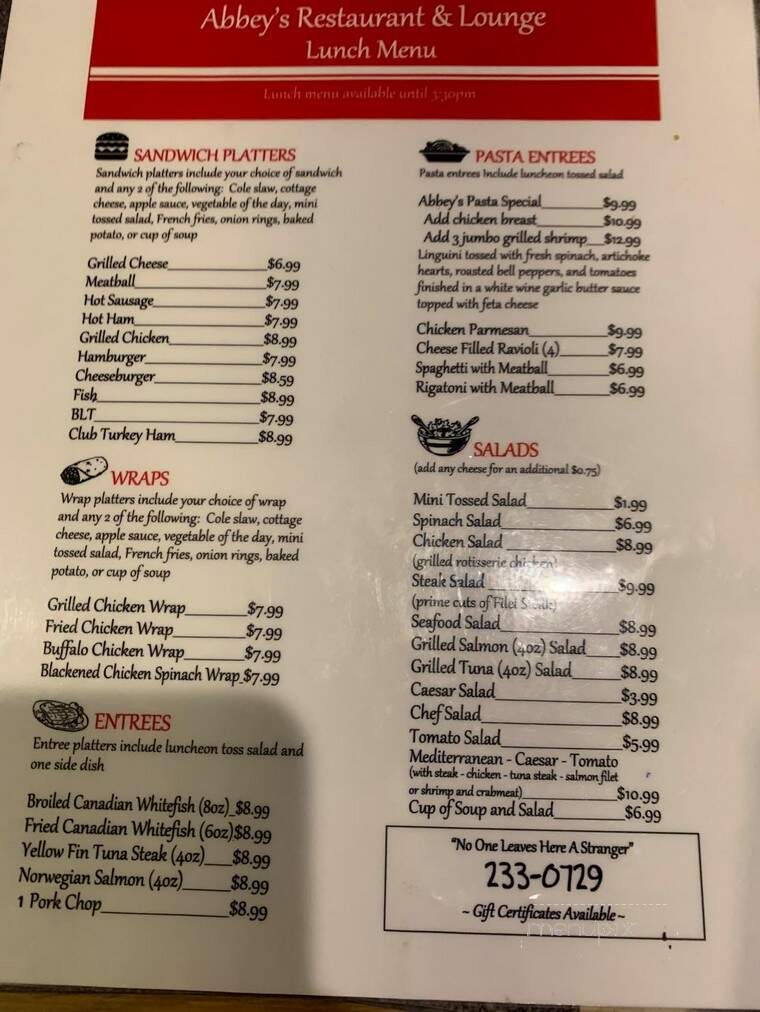 Abbey's Restaurant & Lounge
Lunch Menu
Lunch menu available until 3:30pm
SANDWICH PLATTERS
Sandwich platters include your choice of sandwich
and any 2 of the following: Cole slaw, cottage
cheese, apple sauce, vegetable of the day, mini
tossed salad, French fries, onion rings, baked
potato, or cup of soup
Grilled Cheese $6.99
Meatball $7.99
Hot Sausage $7.99
Hot Ham $7.99
Grilled Chicken $8.99
Hamburger $7.99
Cheeseburger $8.59
Fish $8.99
BLT $7.99
Club Turkey Ham $8.99
WRAPS
Wrap platters include your choice of wrap
and any 2 of the following: Cole slaw, cottage
cheese, apple sauce, vegetable of the day, mini
tossed salad, French fries, onion rings, baked
potato, or cup of soup
Grilled Chicken Wrap $7.99
Fried Chicken Wrap $7.99
Buffalo Chicken Wrap $7.99
Blackened Chicken Spinach Wrap $7.99
ENTREES
Entree platters include luncheon toss salad and
one side dish
Broiled Canadian Whitefish (8oz) $8.99
Fried Canadian Whitefish (6oz) $8.99
Yellow Fin Tuna Steak (4oz) $8.99
Norwegian Salmon (4oz) $8.99
1 Pork Chop $8.99
PASTA ENTREES
Pasta entrees Include luncheon tossed salad
Abbey's Pasta Special $9.99
Add chicken breast $10.99
Add 3 jumbo grilled shrimp $12.99
Linguini tossed with fresh spinach, artichoke
hearts, roasted bell peppers, and tomatoes
finished in a white wine garlic butter sauce
topped with feta cheese
Chicken Parmesan $9.99
Cheese Filled Ravioli (4) $7.99
Spaghetti with Meatball $6.99
Rigatoni with Meatball $6.99
SALADS
(add any cheese for an additional $0.75)
Mini Tossed Salad $1.99
Spinach Salad $6.99
Chicken Salad $8.99
(grilled rotisserie chicken)
Steak Salad $9.99
(prime cuts of Filet Steak)
Seafood Salad $8.99
Grilled Salmon (4oz) Salad $8.99
Grilled Tuna (4oz) Salad $8.99
Caesar Salad $3.99
Chef Salad $8.99
Tomato Salad $5.99
Mediterranean - Caesar - Tomato
(with steak - chicken - tuna steak - salmon filet
or shrimp and crabmeat) $10.99
Cup of Soup and Salad $6.99
"No One Leaves Here A Stranger"
233-0729
~ Gift Certificates Available ~
menupix